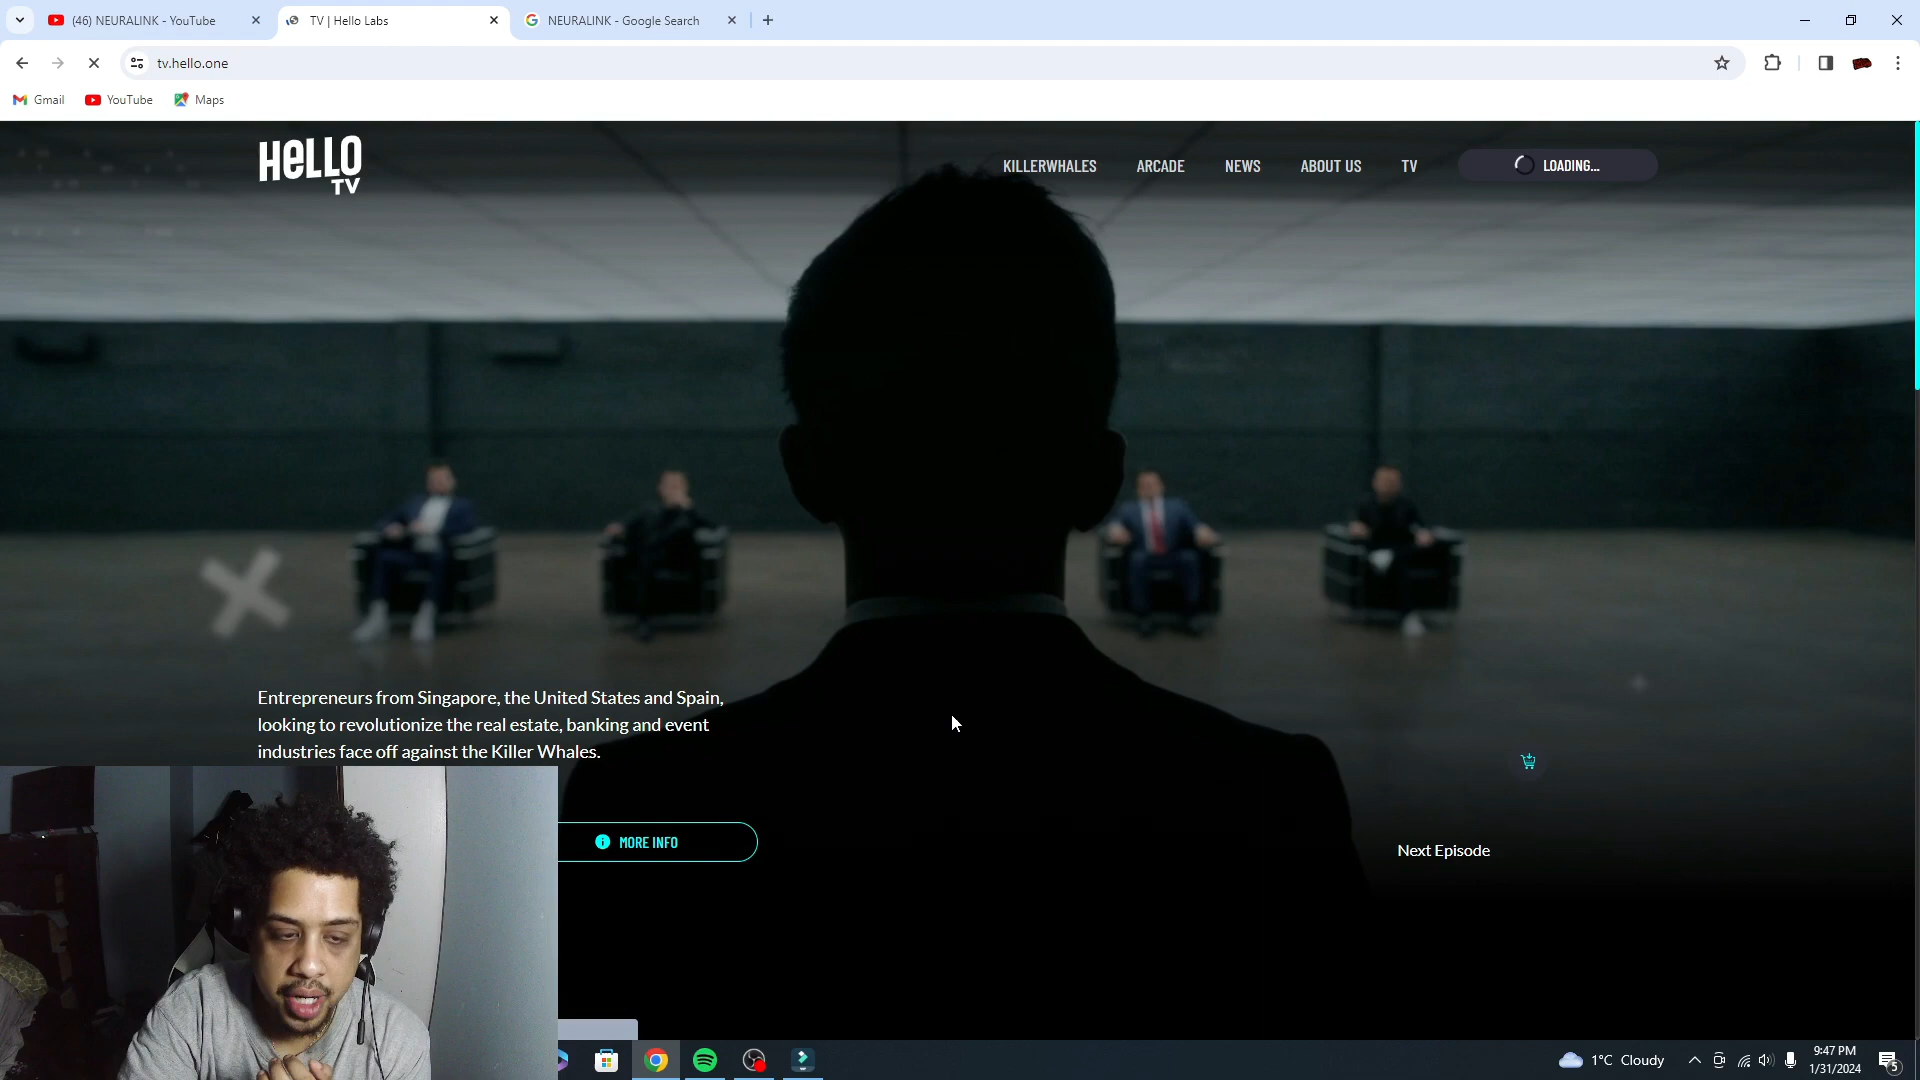 (46) NEURALINK - YouTube
TV | Hello Labs
NEURALINK - Google Search
tv.hello.one
Gmail
YouTube
Maps
HeLLO
TV
KILLERWHALES
ARCADE
NEWS
ABOUT US
TV
LOADING...
Entrepreneurs from Singapore, the United States and Spain,
looking to revolutionize the real estate, banking and event
industries face off against the Killer Whales.
MORE INFO
Next Episode
1°C Cloudy
9:47 PM
1/31/2024
5